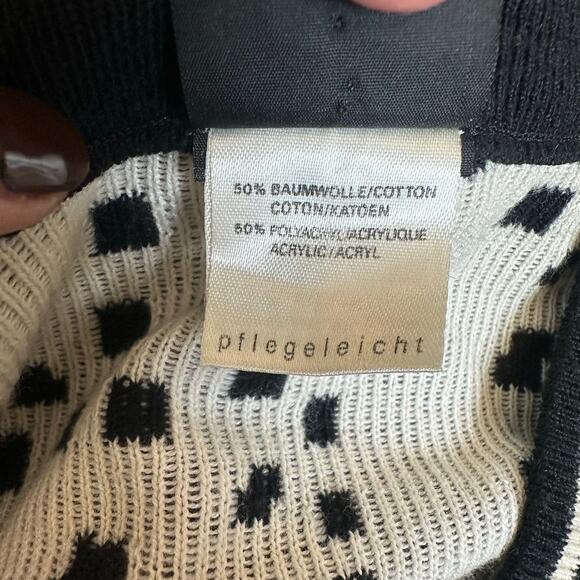 50% BAUMWOLLE/COTTON
COTON/KATOEN
50% POLYACRYL/ACRYLIQUE
ACRYLIC/ACRYL
pflegeleicht